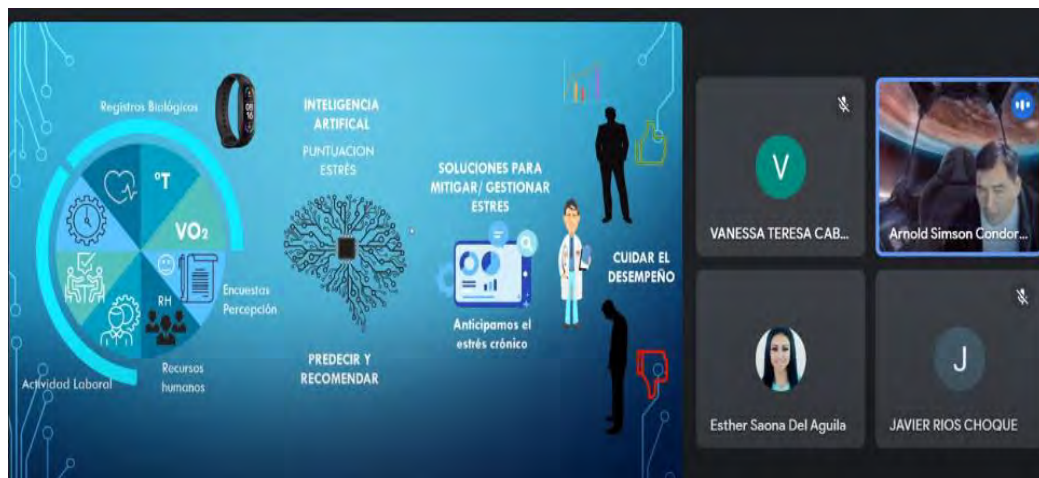 Registros Biológicos
08
16
°T
VO₂
RH
Encuestas
Percepción
Recursos
humanos
Actividad Laboral
INTELIGENCIA
ARTIFICAL
PUNTUACION
ESTRÉS
PREDECIR Y
RECOMENDAR
SOLUCIONES PARA
MITIGAR/ GESTIONAR
ESTRES
Anticipamos el
estrés crónico
CUIDAR EL
DESEMPEÑO
V
VANESSA TERESA CAB...
Arnold Simson Condor...
Esther Saona Del Aguila
J
JAVIER RIOS CHOQUE